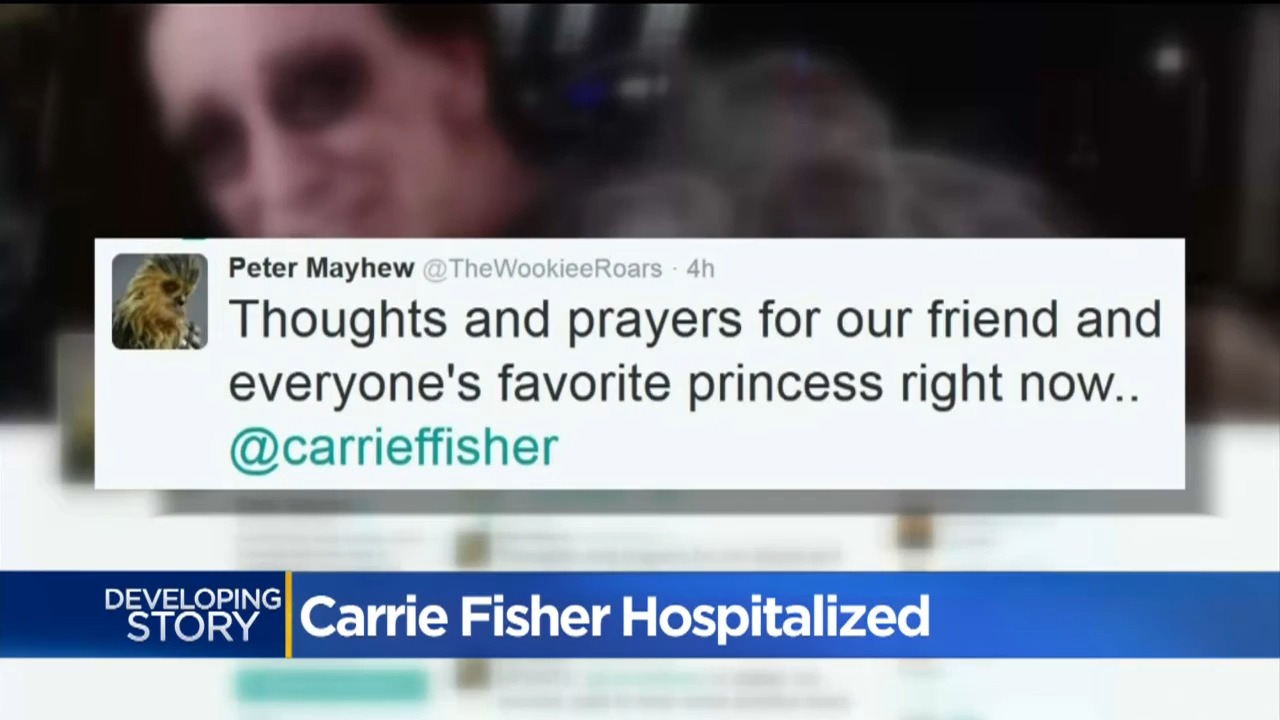 Peter Mayhew @TheWookieeRoars · 4h
Thoughts and prayers for our friend and
everyone's favorite princess right now..
@carrieffisher
DEVELOPING
STORY
Carrie Fisher Hospitalized